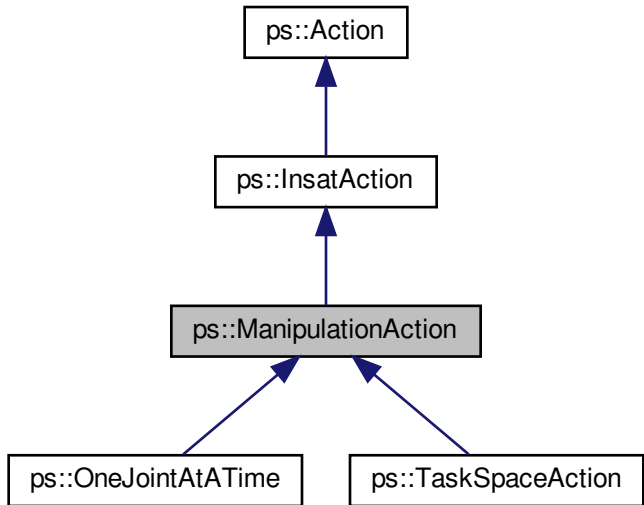 ps::Action
ps::InsatAction
ps::ManipulationAction
ps::OneJointAtATime
ps::TaskSpaceAction